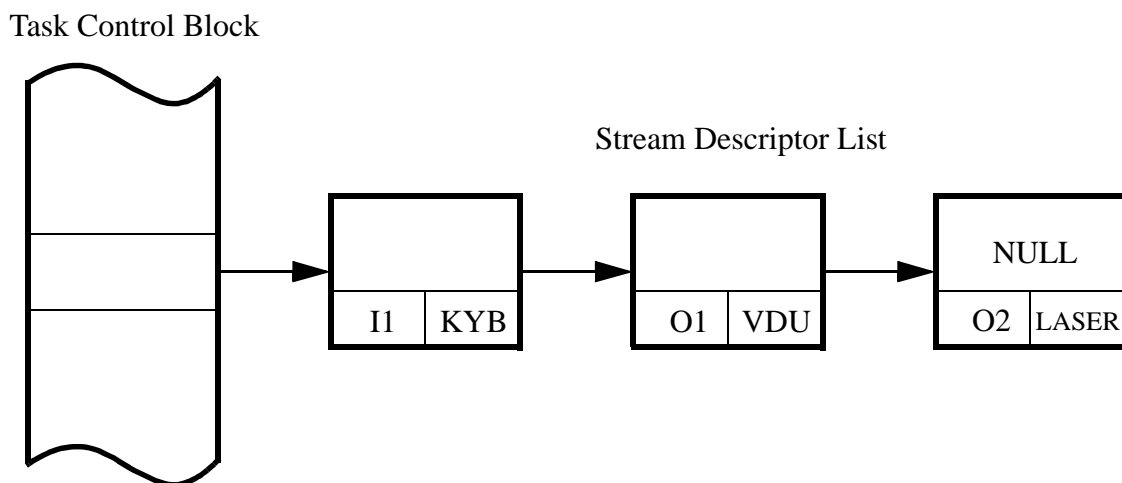 Task Control Block
Stream Descriptor List
NULL
I1 KYB
O1 VDU
O2 LASER